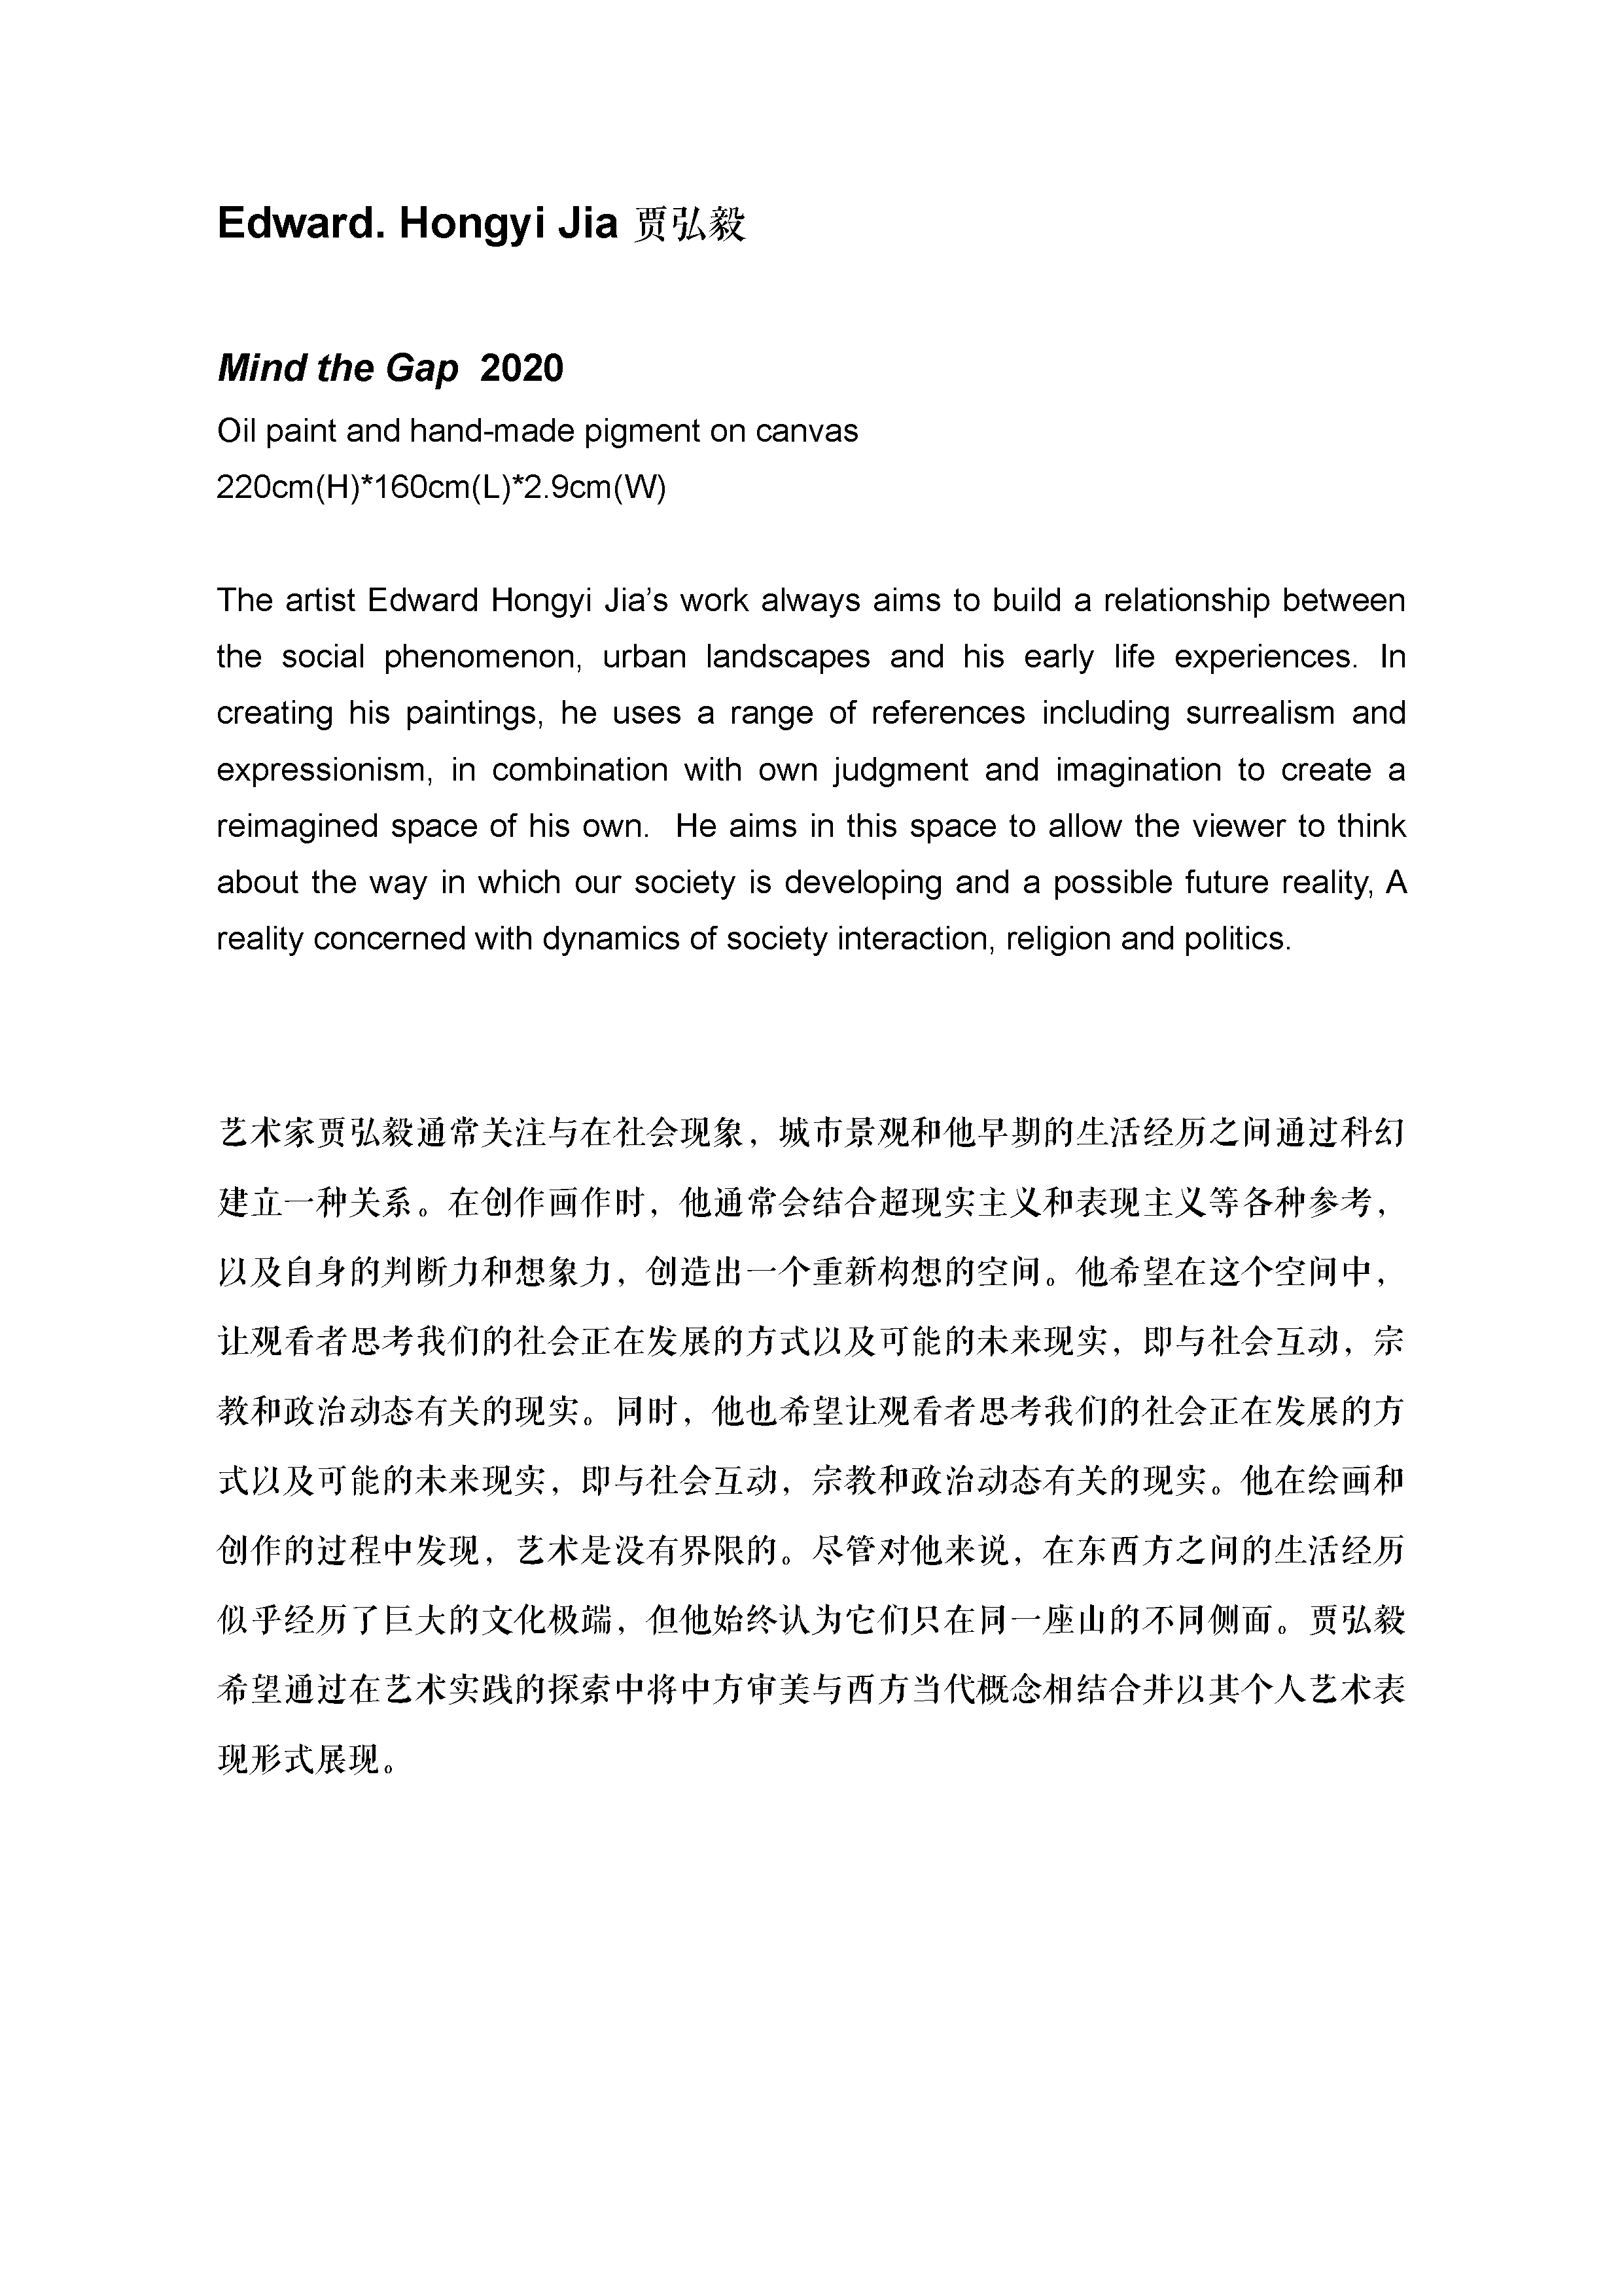 Edward. Hongyi Jia 贾弘毅
Mind the Gap  2020
Oil paint and hand-made pigment on canvas
220cm(H)*160cm(L)*2.9cm(W)
The artist Edward Hongyi Jia’s work always aims to build a relationship between
the social phenomenon, urban landscapes and his early life experiences. In
creating his paintings, he uses a range of references including surrealism and
expressionism, in combination with own judgment and imagination to create a
reimagined space of his own.  He aims in this space to allow the viewer to think
about the way in which our society is developing and a possible future reality, A
reality concerned with dynamics of society interaction, religion and politics.
艺术家贾弘毅通常关注与在社会现象，城市景观和他早期的生活经历之间通过科幻
建立一种关系。在创作画作时，他通常会结合超现实主义和表现主义等各种参考，
以及自身的判断力和想象力，创造出一个重新构想的空间。他希望在这个空间中，
让观看者思考我们的社会正在发展的方式以及可能的未来现实，即与社会互动，宗
教和政治动态有关的现实。同时，他也希望让观看者思考我们的社会正在发展的方
式以及可能的未来现实，即与社会互动，宗教和政治动态有关的现实。他在绘画和
创作的过程中发现，艺术是没有界限的。尽管对他来说，在东西方之间的生活经历
似乎经历了巨大的文化极端，但他始终认为它们只在同一座山的不同侧面。贾弘毅
希望通过在艺术实践的探索中将中方审美与西方当代概念相结合并以其个人艺术表
现形式展现。